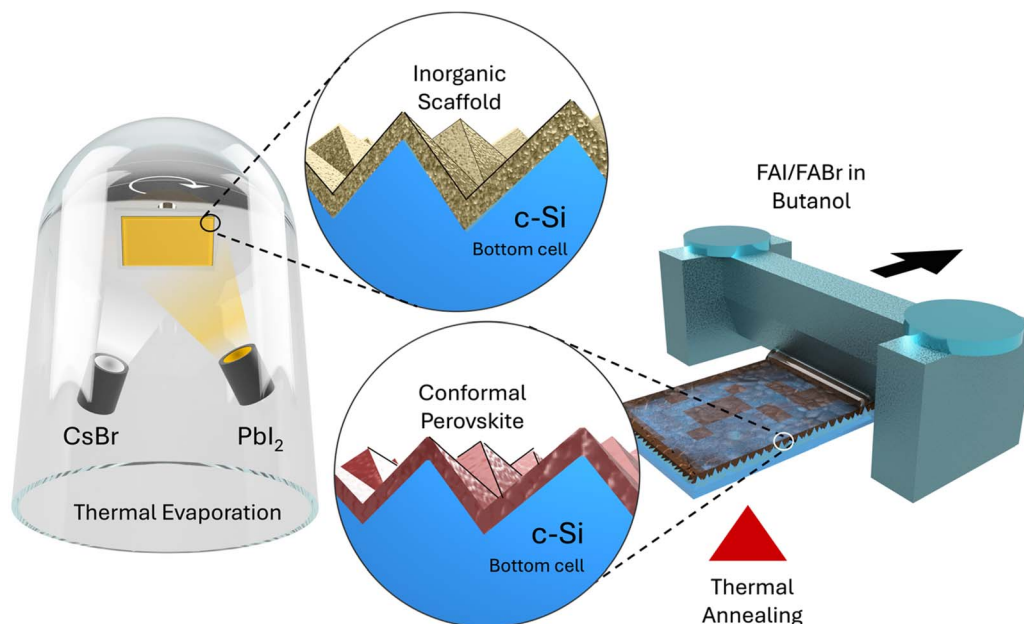 Inorganic
Scaffold
c-Si
Bottom cell
CsBr
PbI₂
Thermal Evaporation
FAI/FABr in
Butanol
Conformal
Perovskite
c-Si
Bottom cell
Thermal
Annealing